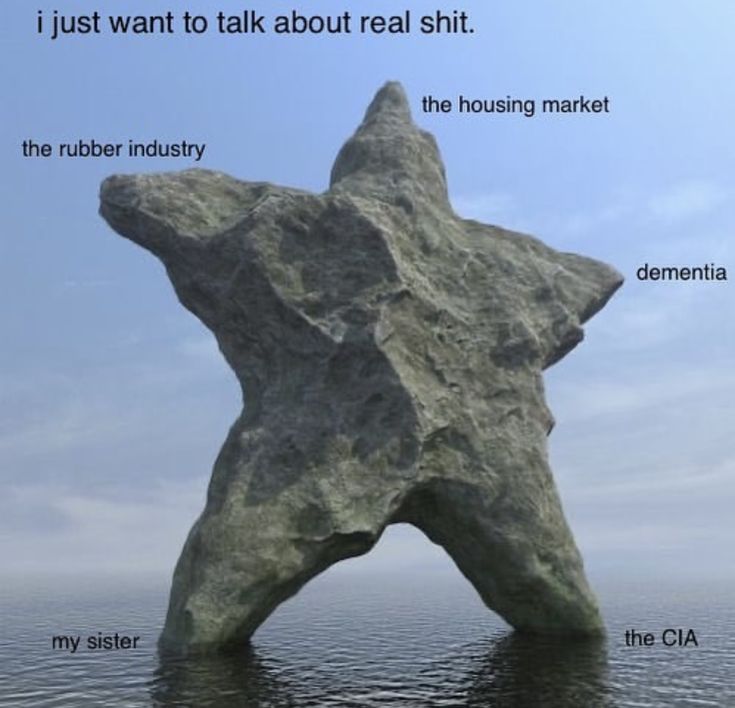 i just want to talk about real shit.
the housing market
the rubber industry
dementia
my sister
the CIA